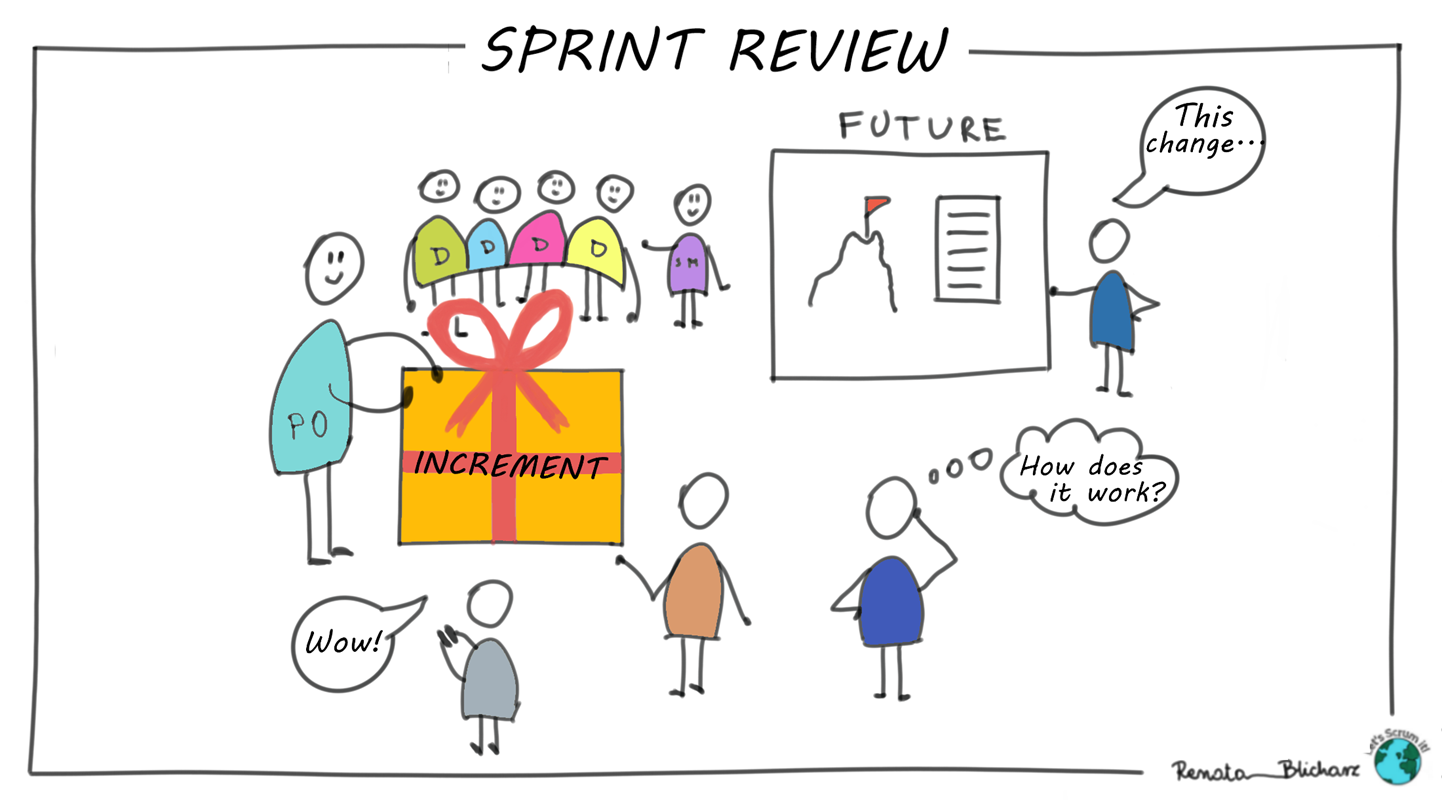 SPRINT REVIEW
FUTURE
This
change...
D D D D
SM
PO
INCREMENT
How does
it work?
Wow!
Let's Scrum it!
Renata Blicharz